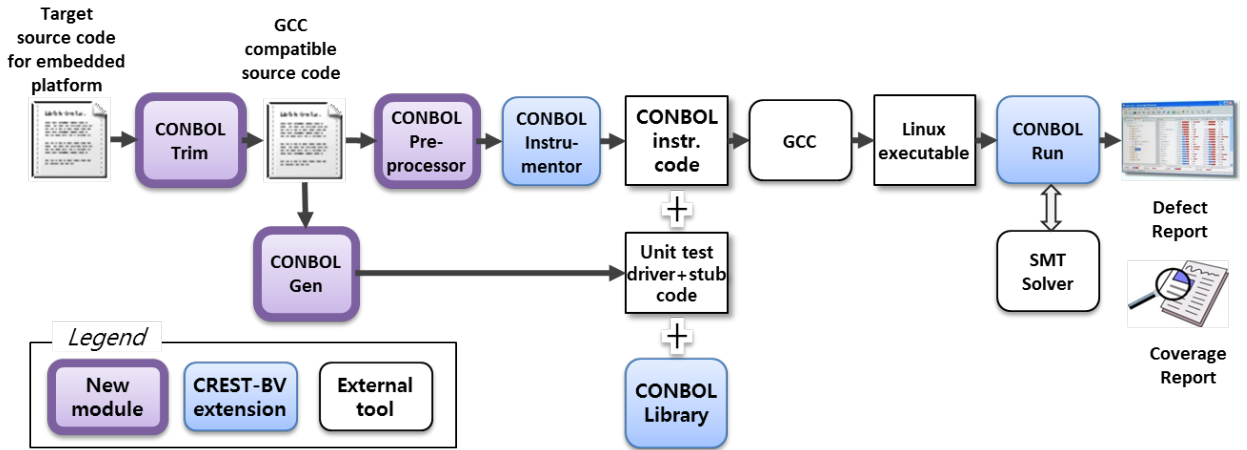 Target
source code
for embedded
platform
GCC
compatible
source code
CONBOL
Trim
CONBOL
Pre-
processor
CONBOL
Instru-
mentor
CONBOL
instr.
code
GCC
Linux
executable
CONBOL
Run
Defect
Report
CONBOL
Gen
Unit test
driver+stub
code
SMT
Solver
Coverage
Report
CONBOL
Library
Legend
New
module
CREST-BV
extension
External
tool